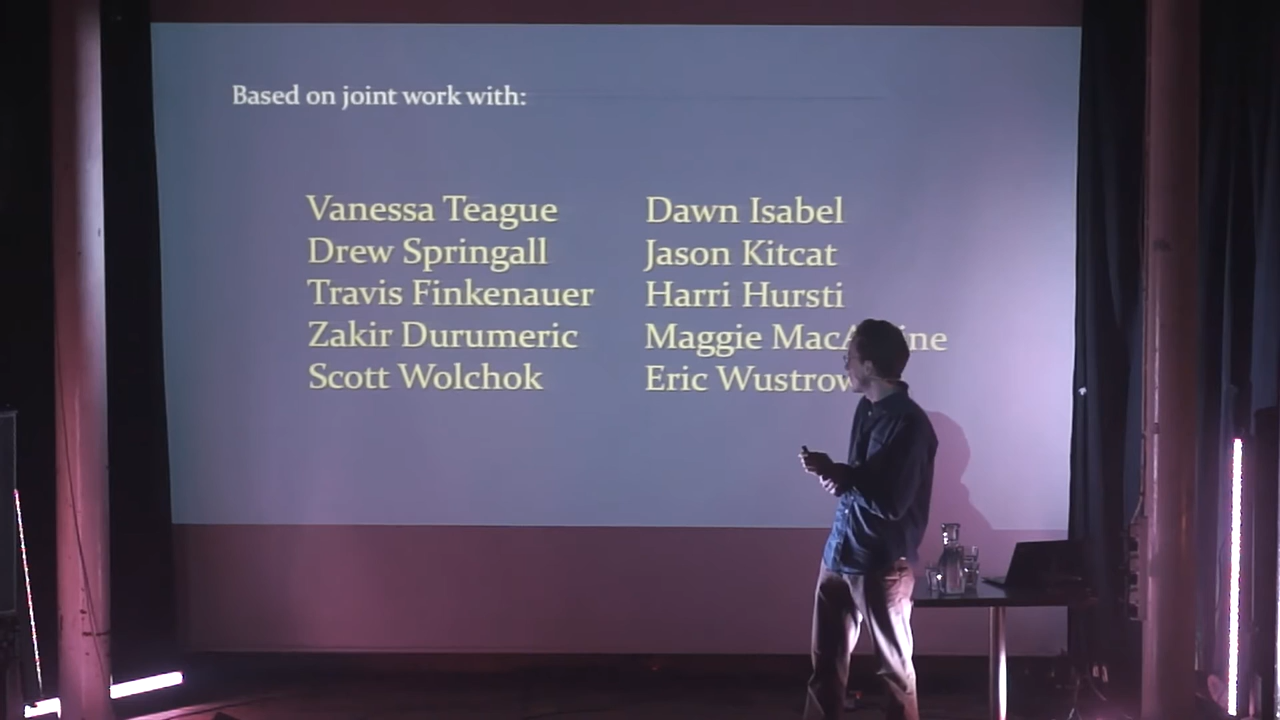 Based on joint work with:
Vanessa Teague
Drew Springall
Travis Finkenauer
Zakir Durumeric
Scott Wolchok
Dawn Isabel
Jason Kitcat
Harri Hursti
Maggie
Eric Wustrow